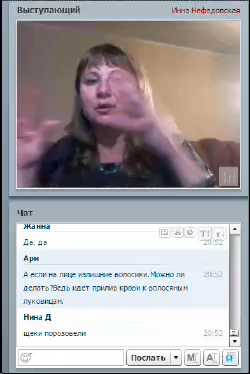 Выступающий
Инна Нефедовская
Чат
Жанна
Да, да
20:52
Ари
А если на лице излишние волосики.Можно ли
20:52
делать?Ведь идет прилив крови к волосяным
луковицам.
Нина Д
щеки порозовели
20:52
Послать